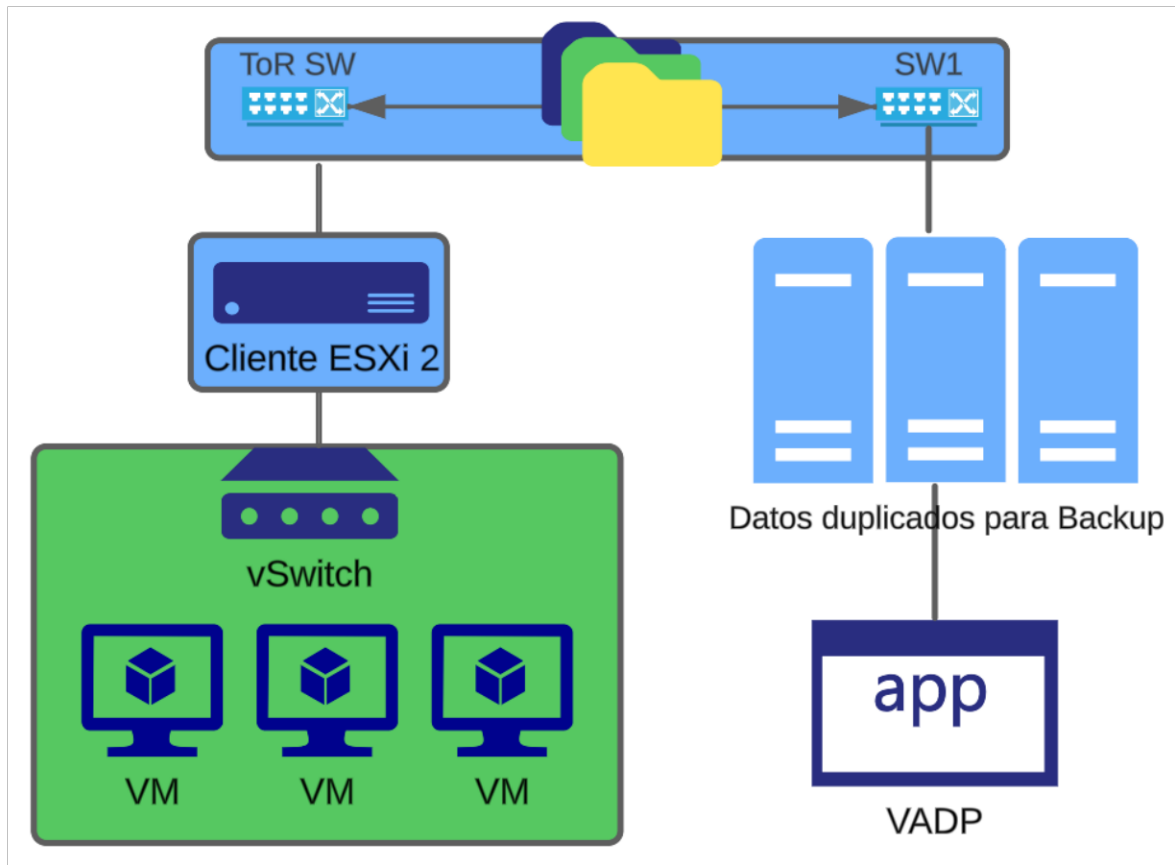 ToR SW
SW1
Cliente ESXi 2
vSwitch
VM
VM
VM
Datos duplicados para Backup
app
VADP